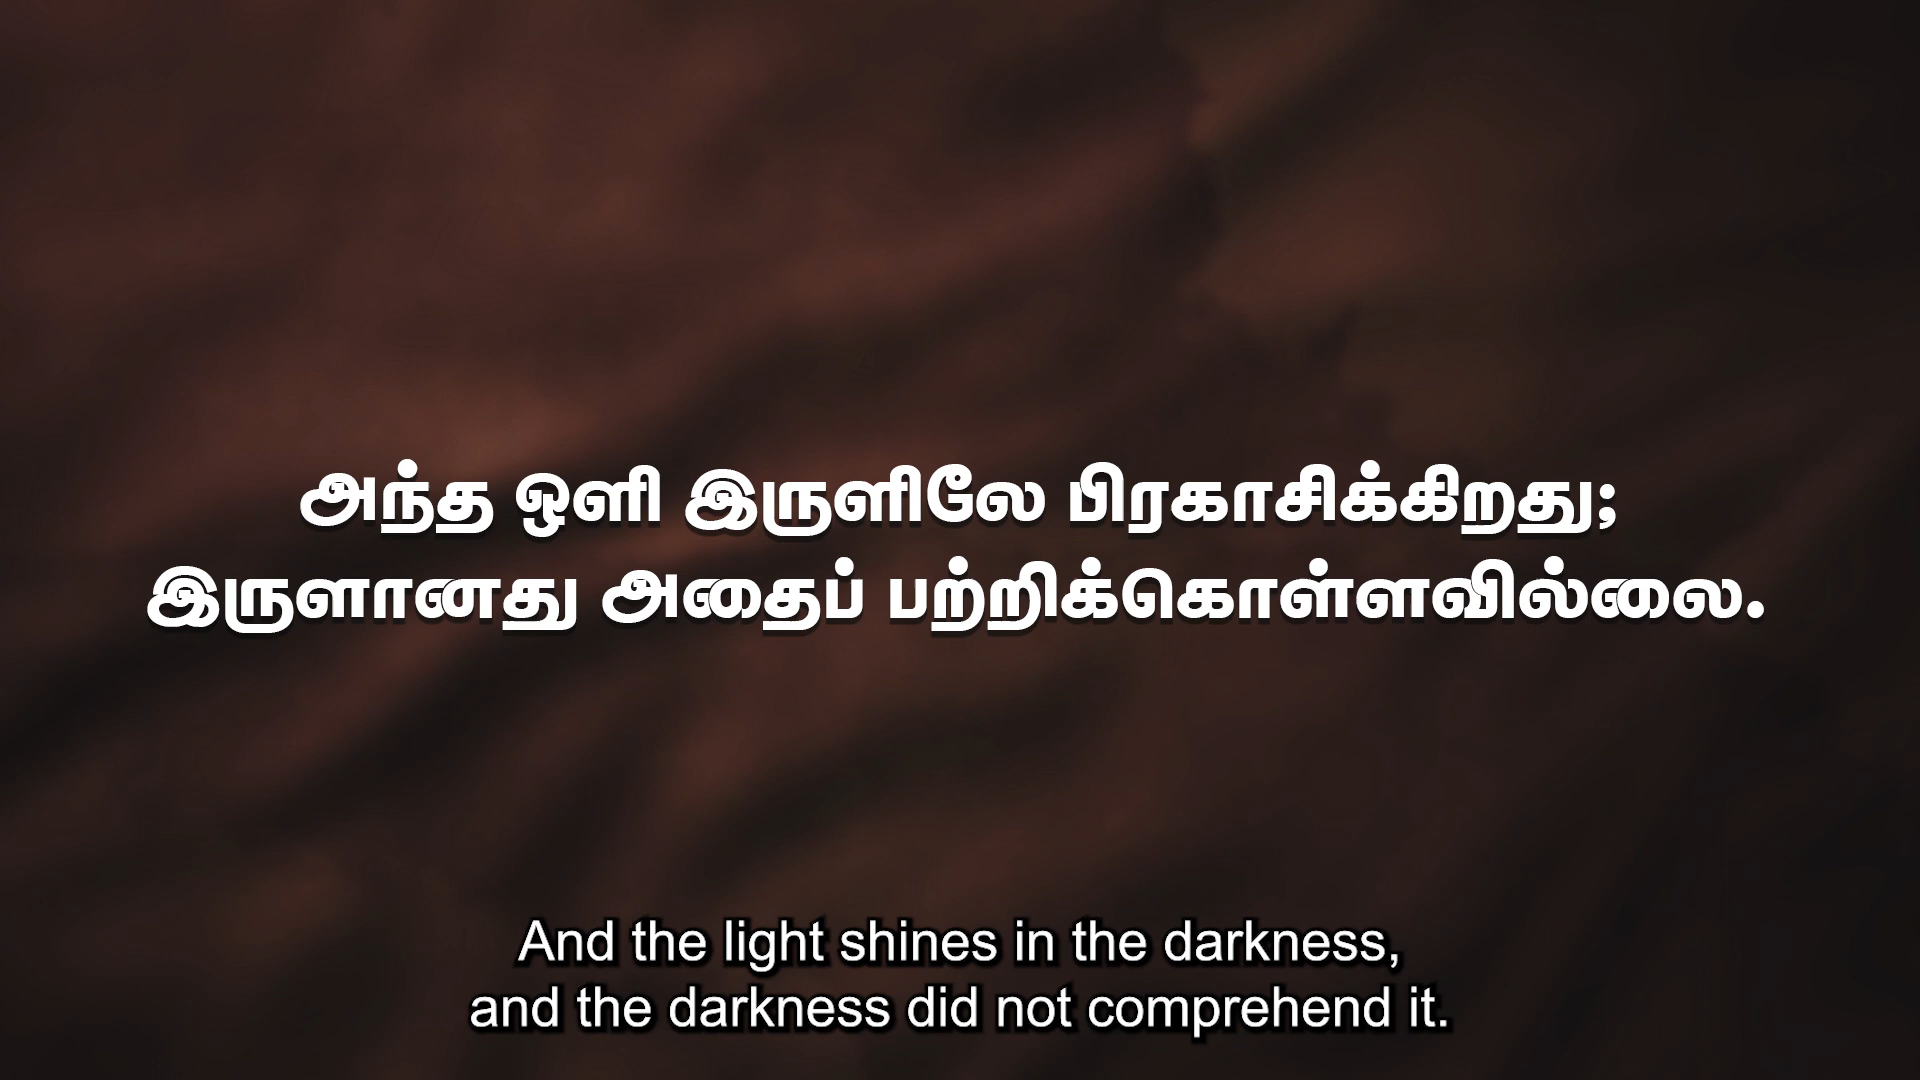 அந்த ஒளி இருளிலே பிரகாசிக்கிறது;
இருளானது அதைப் பற்றிக்கொள்ளவில்லை.
And the light shines in the darkness,
and the darkness did not comprehend it.